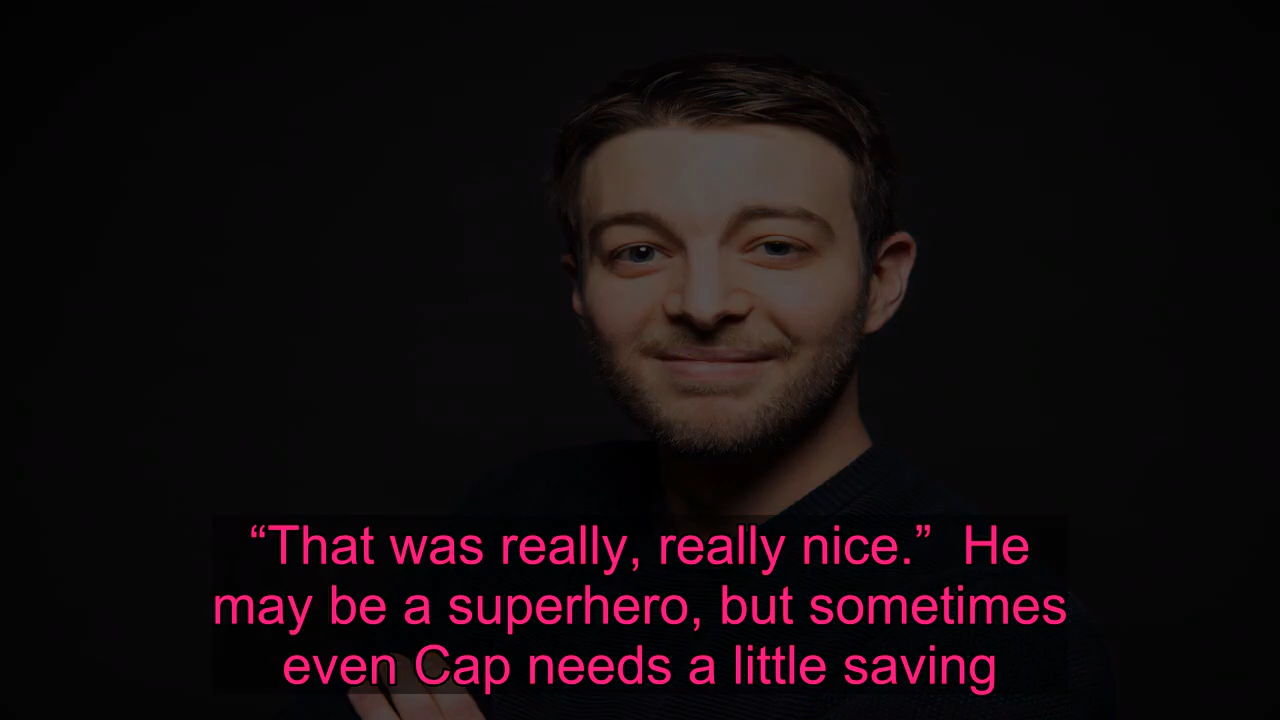 “That was really, really nice.”  He
may be a superhero, but sometimes
even Cap needs a little saving